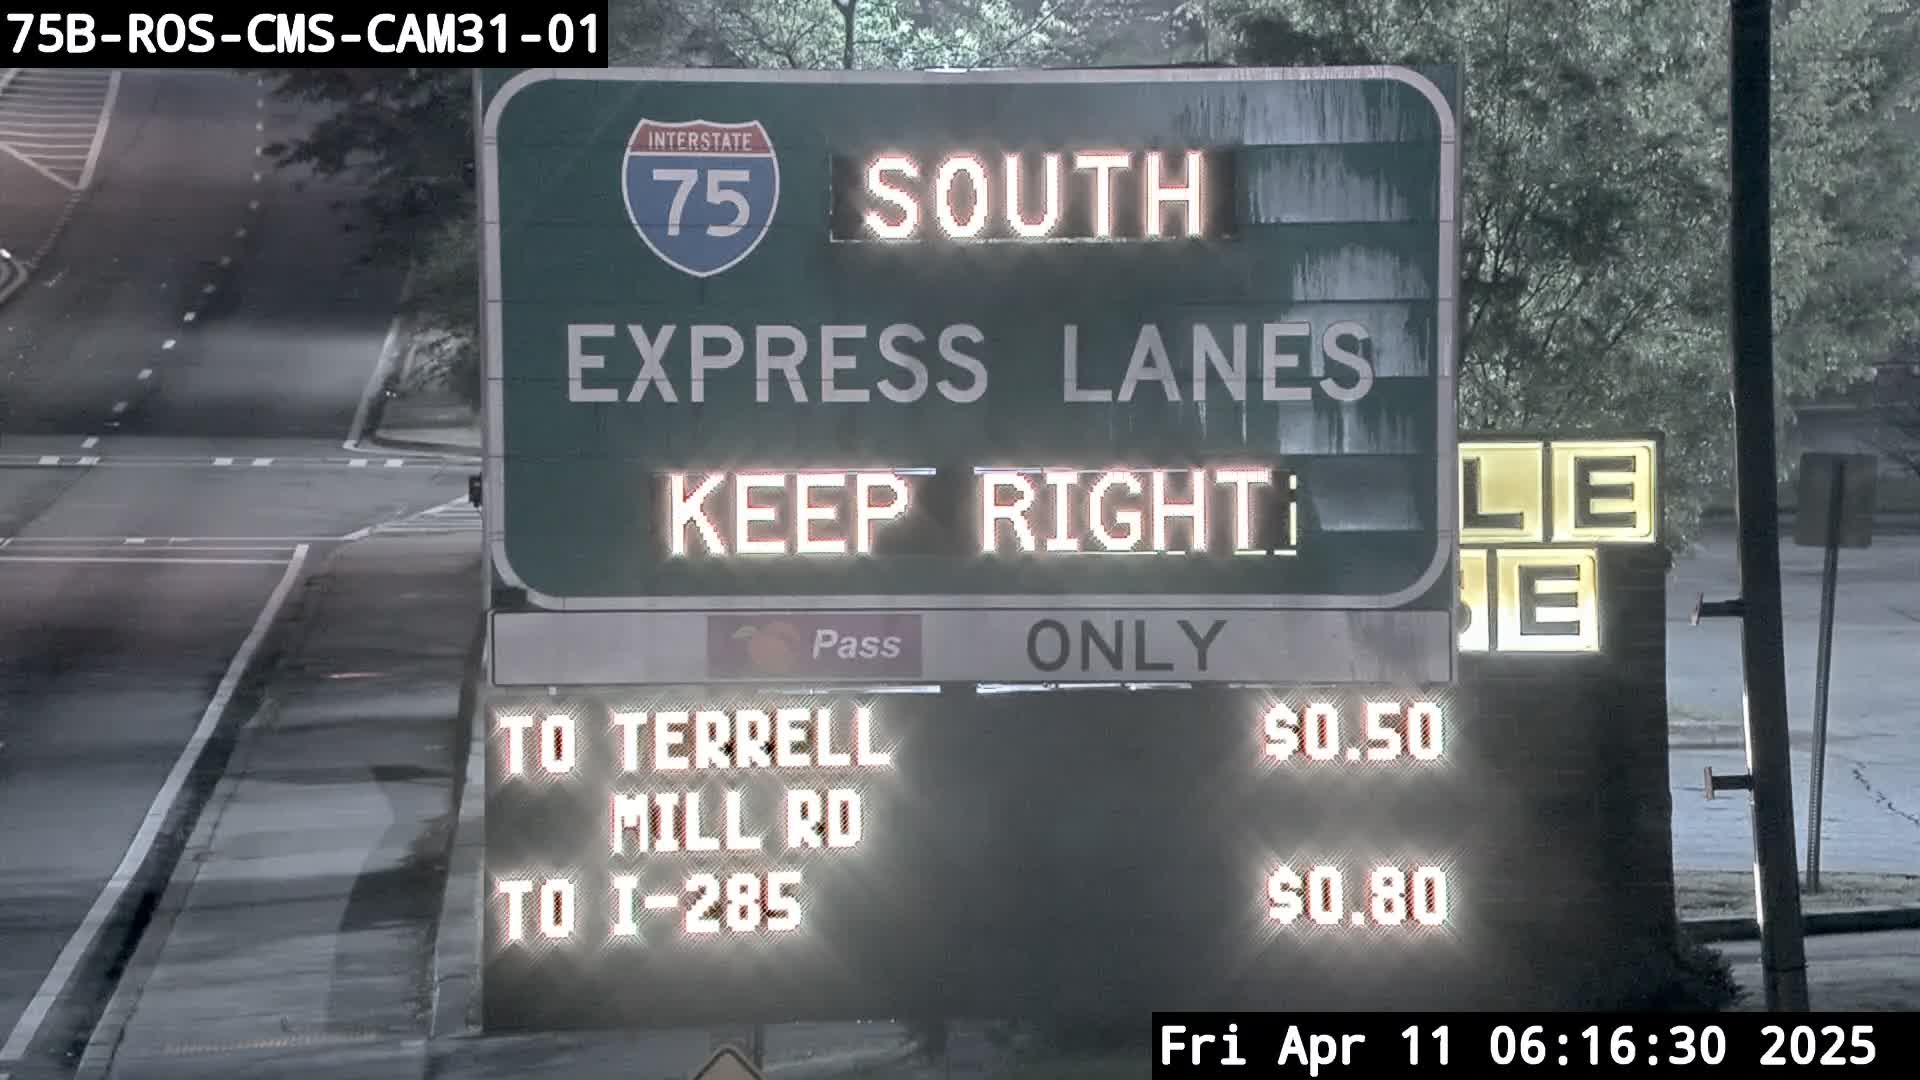 75B-ROS-CMS-CAM31-01
INTERSTATE
75
SOUTH
EXPRESS LANES
KEEP RIGHT
LE
E
Pass ONLY
TO TERRELL $0.50
MILL RD
TO I-285 $0.80
Fri Apr 11 06:16:30 2025